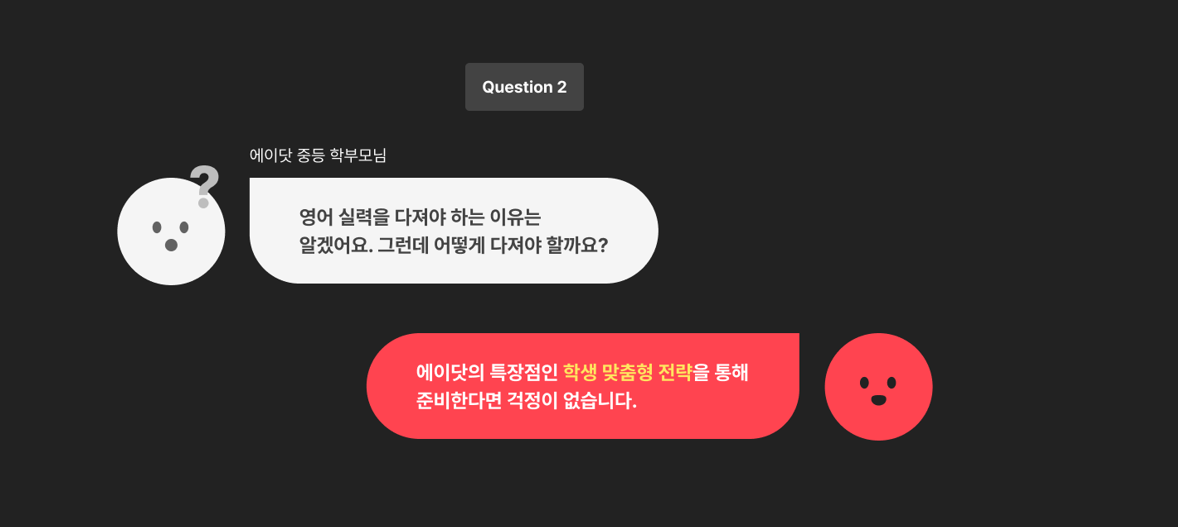 Question 2
에이닷 중등 학부모님
?
영어 실력을 다져야 하는 이유는
알겠어요. 그런데 어떻게 다져야 할까요?
에이닷의 특장점인 학생 맞춤형 전략을 통해
준비한다면 걱정이 없습니다.